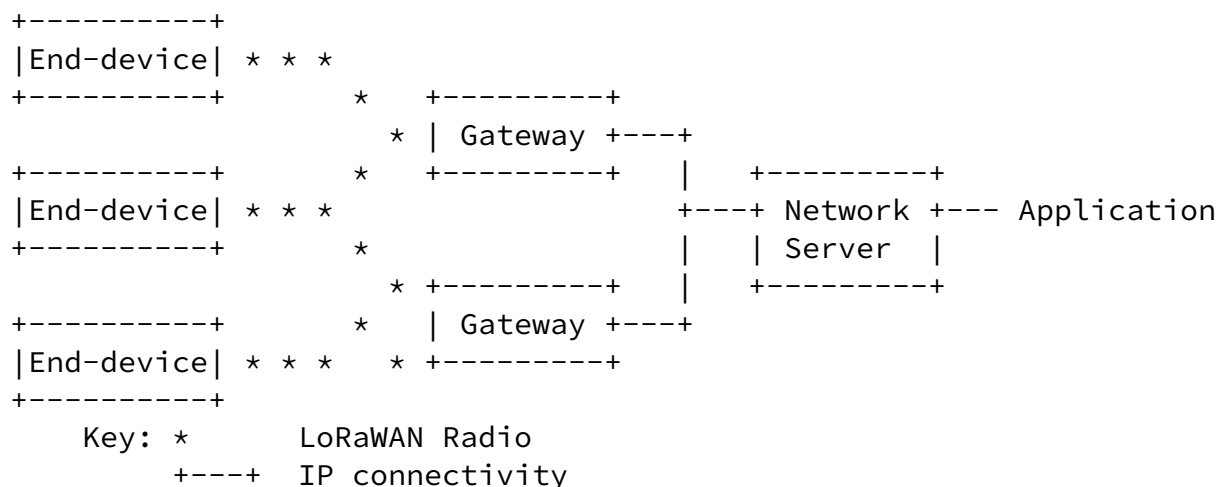 +----------+
|End-device| * * *
+----------+       *   +---------+
                     * | Gateway +---+
+----------+       *   +---------+   |   +---------+
|End-device| * * *                   +---+ Network +--- Application
+----------+       *                 |   | Server  |
                     * +---------+   |   +---------+
+----------+       *   | Gateway +---+
|End-device| * * *   * +---------+
+----------+
    Key: *      LoRaWAN Radio
         +---+  IP connectivity